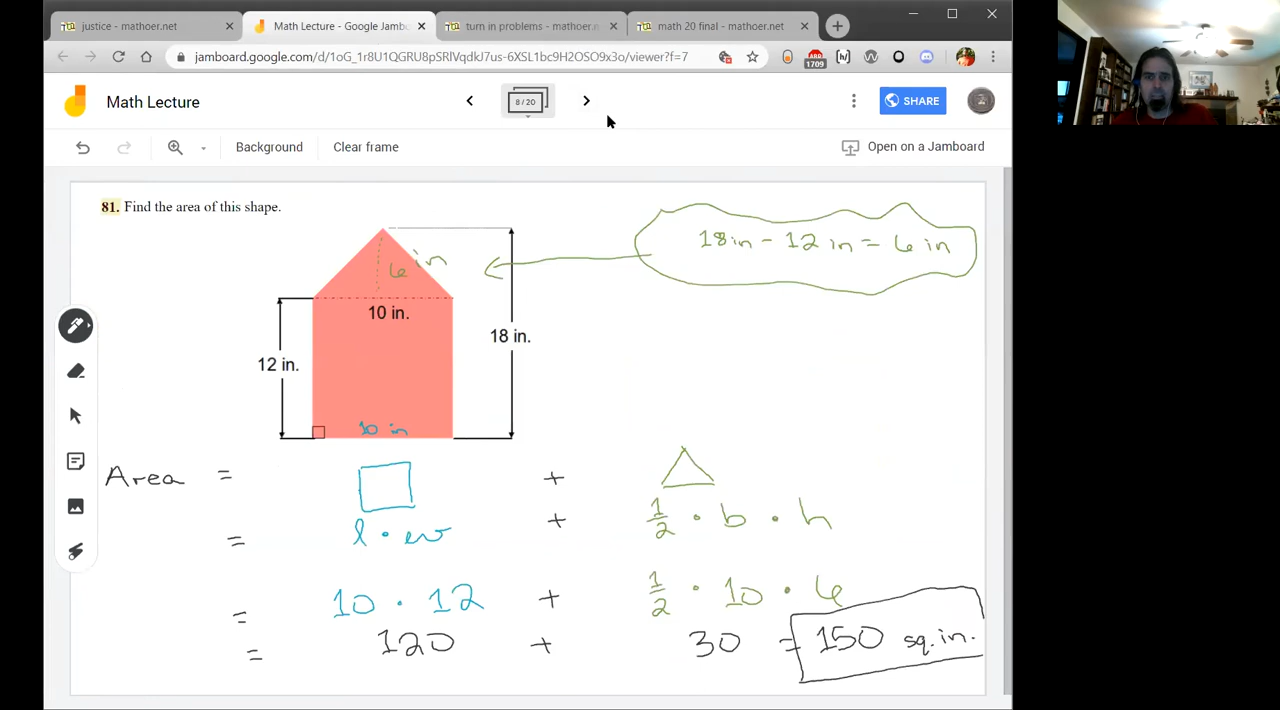 justice - mathoer.net
Math Lecture - Google Jambo
turn in problems - mathoer.n
math 20 final - mathoer.net
jamboard.google.com/d/1oG_1r8U1QGRU8pSRlVqdkJ7us-6XSL1bc9H2OSO9x3o/viewer?f=7
1709
Math Lecture
8 / 20
SHARE
Background
Clear frame
Open on a Jamboard
81. Find the area of this shape.
18in - 12 in = 6 in
6 in
10 in.
18 in.
12 in.
10 in
Area = +
= l · w + 1/2 · b · h
= 10 · 12 + 1/2 · 10 · 6
= 120 + 30 = 150 sq. in.